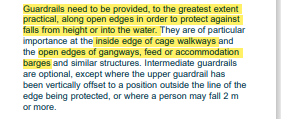 Guardrails need to be provided, to the greatest extent
practical, along open edges in order to protect against
falls from height or into the water. They are of particular
importance at the inside edge of cage walkways and
the open edges of gangways, feed or accommodation
barges and similar structures. Intermediate guardrails
are optional, except where the upper guardrail has
been vertically offset to a position outside the line of the
edge being protected, or where a person may fall 2 m
or more.